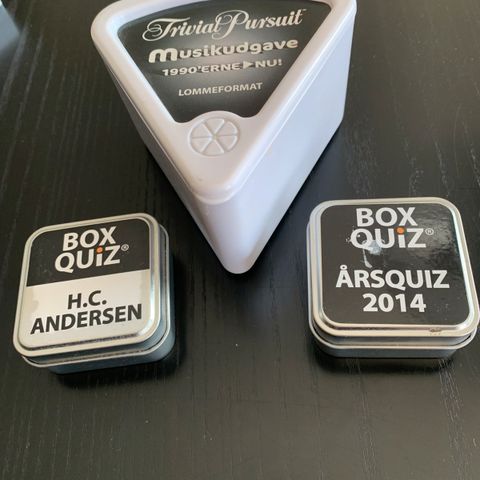 Trivial Pursuit
musikudgave
1990'ERNE▶NU!
LOMMEFORMAT
BOX
QUiZ®
H.C.
ANDERSEN
BOX
QUiZ®
ÅRSQUIZ
2014